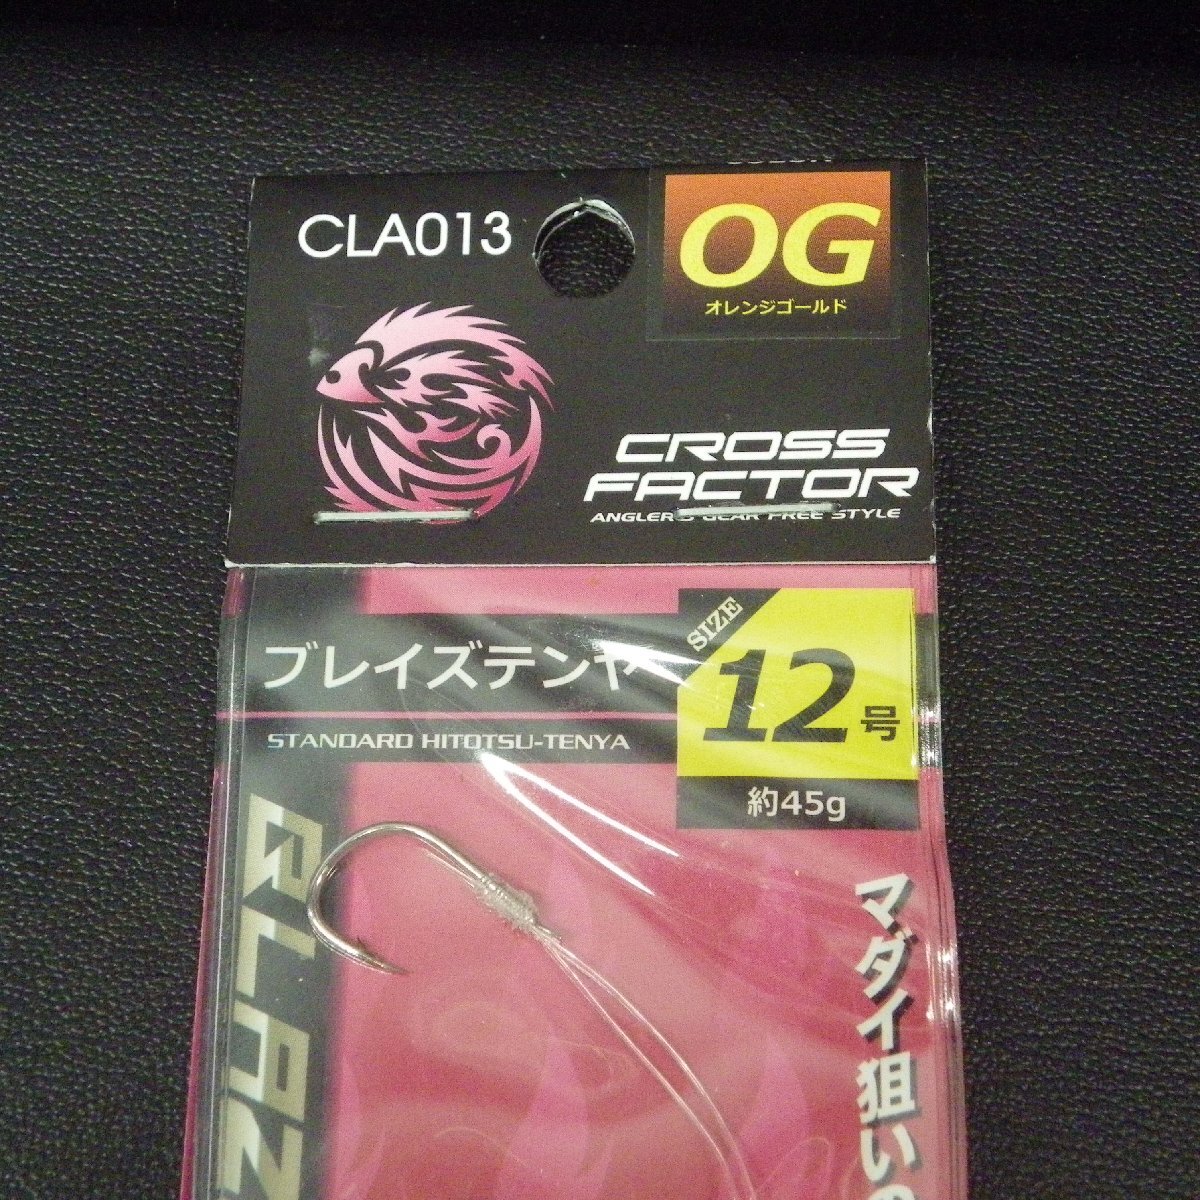 CLA013
OG
オレンジゴールド
CROSS
FACTOR
ANGLER'S GEAR FREE STYLE
SIZE
12号
約45g
ブレイズテンヤ
STANDARD HITOTSU-TENYA
マダイ狙いの